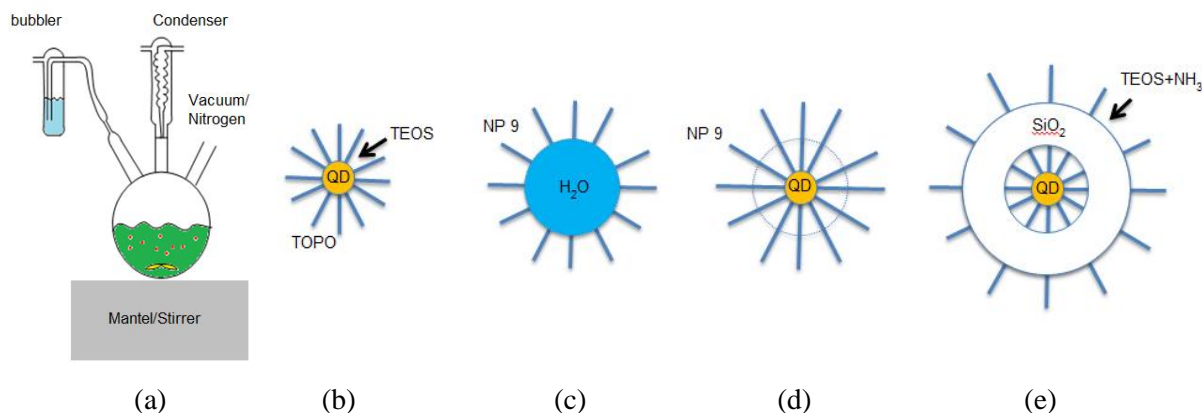 bubbler
Condenser
Vacuum/
Nitrogen
Mantel/Stirrer
(a)
TEOS
QD
TOPO
(b)
NP 9
H₂O
(c)
NP 9
QD
(d)
TEOS+NH₃
SiO₂
QD
(e)